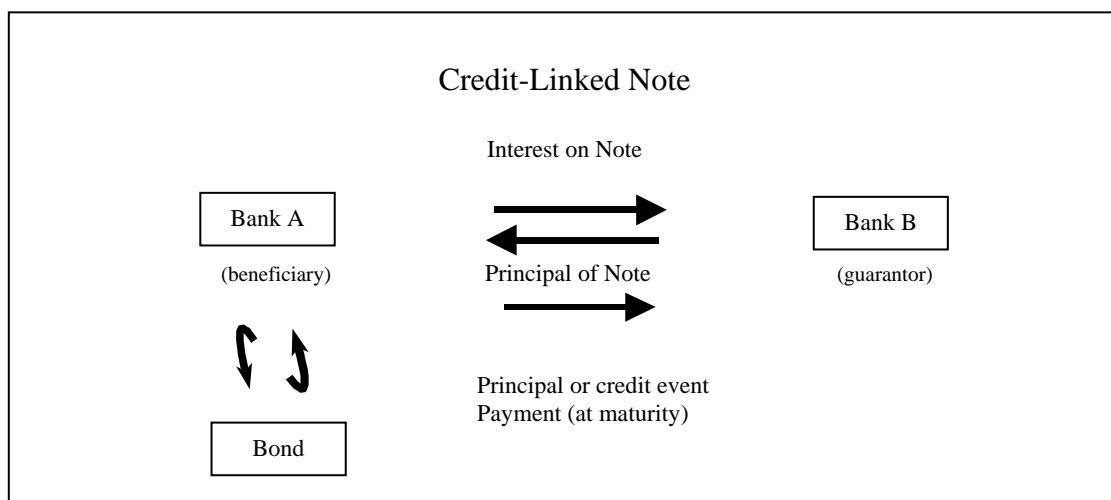 Credit-Linked Note
Interest on Note
Bank A
Bank B
(beneficiary)
Principal of Note
(guarantor)
Principal or credit event
Payment (at maturity)
Bond